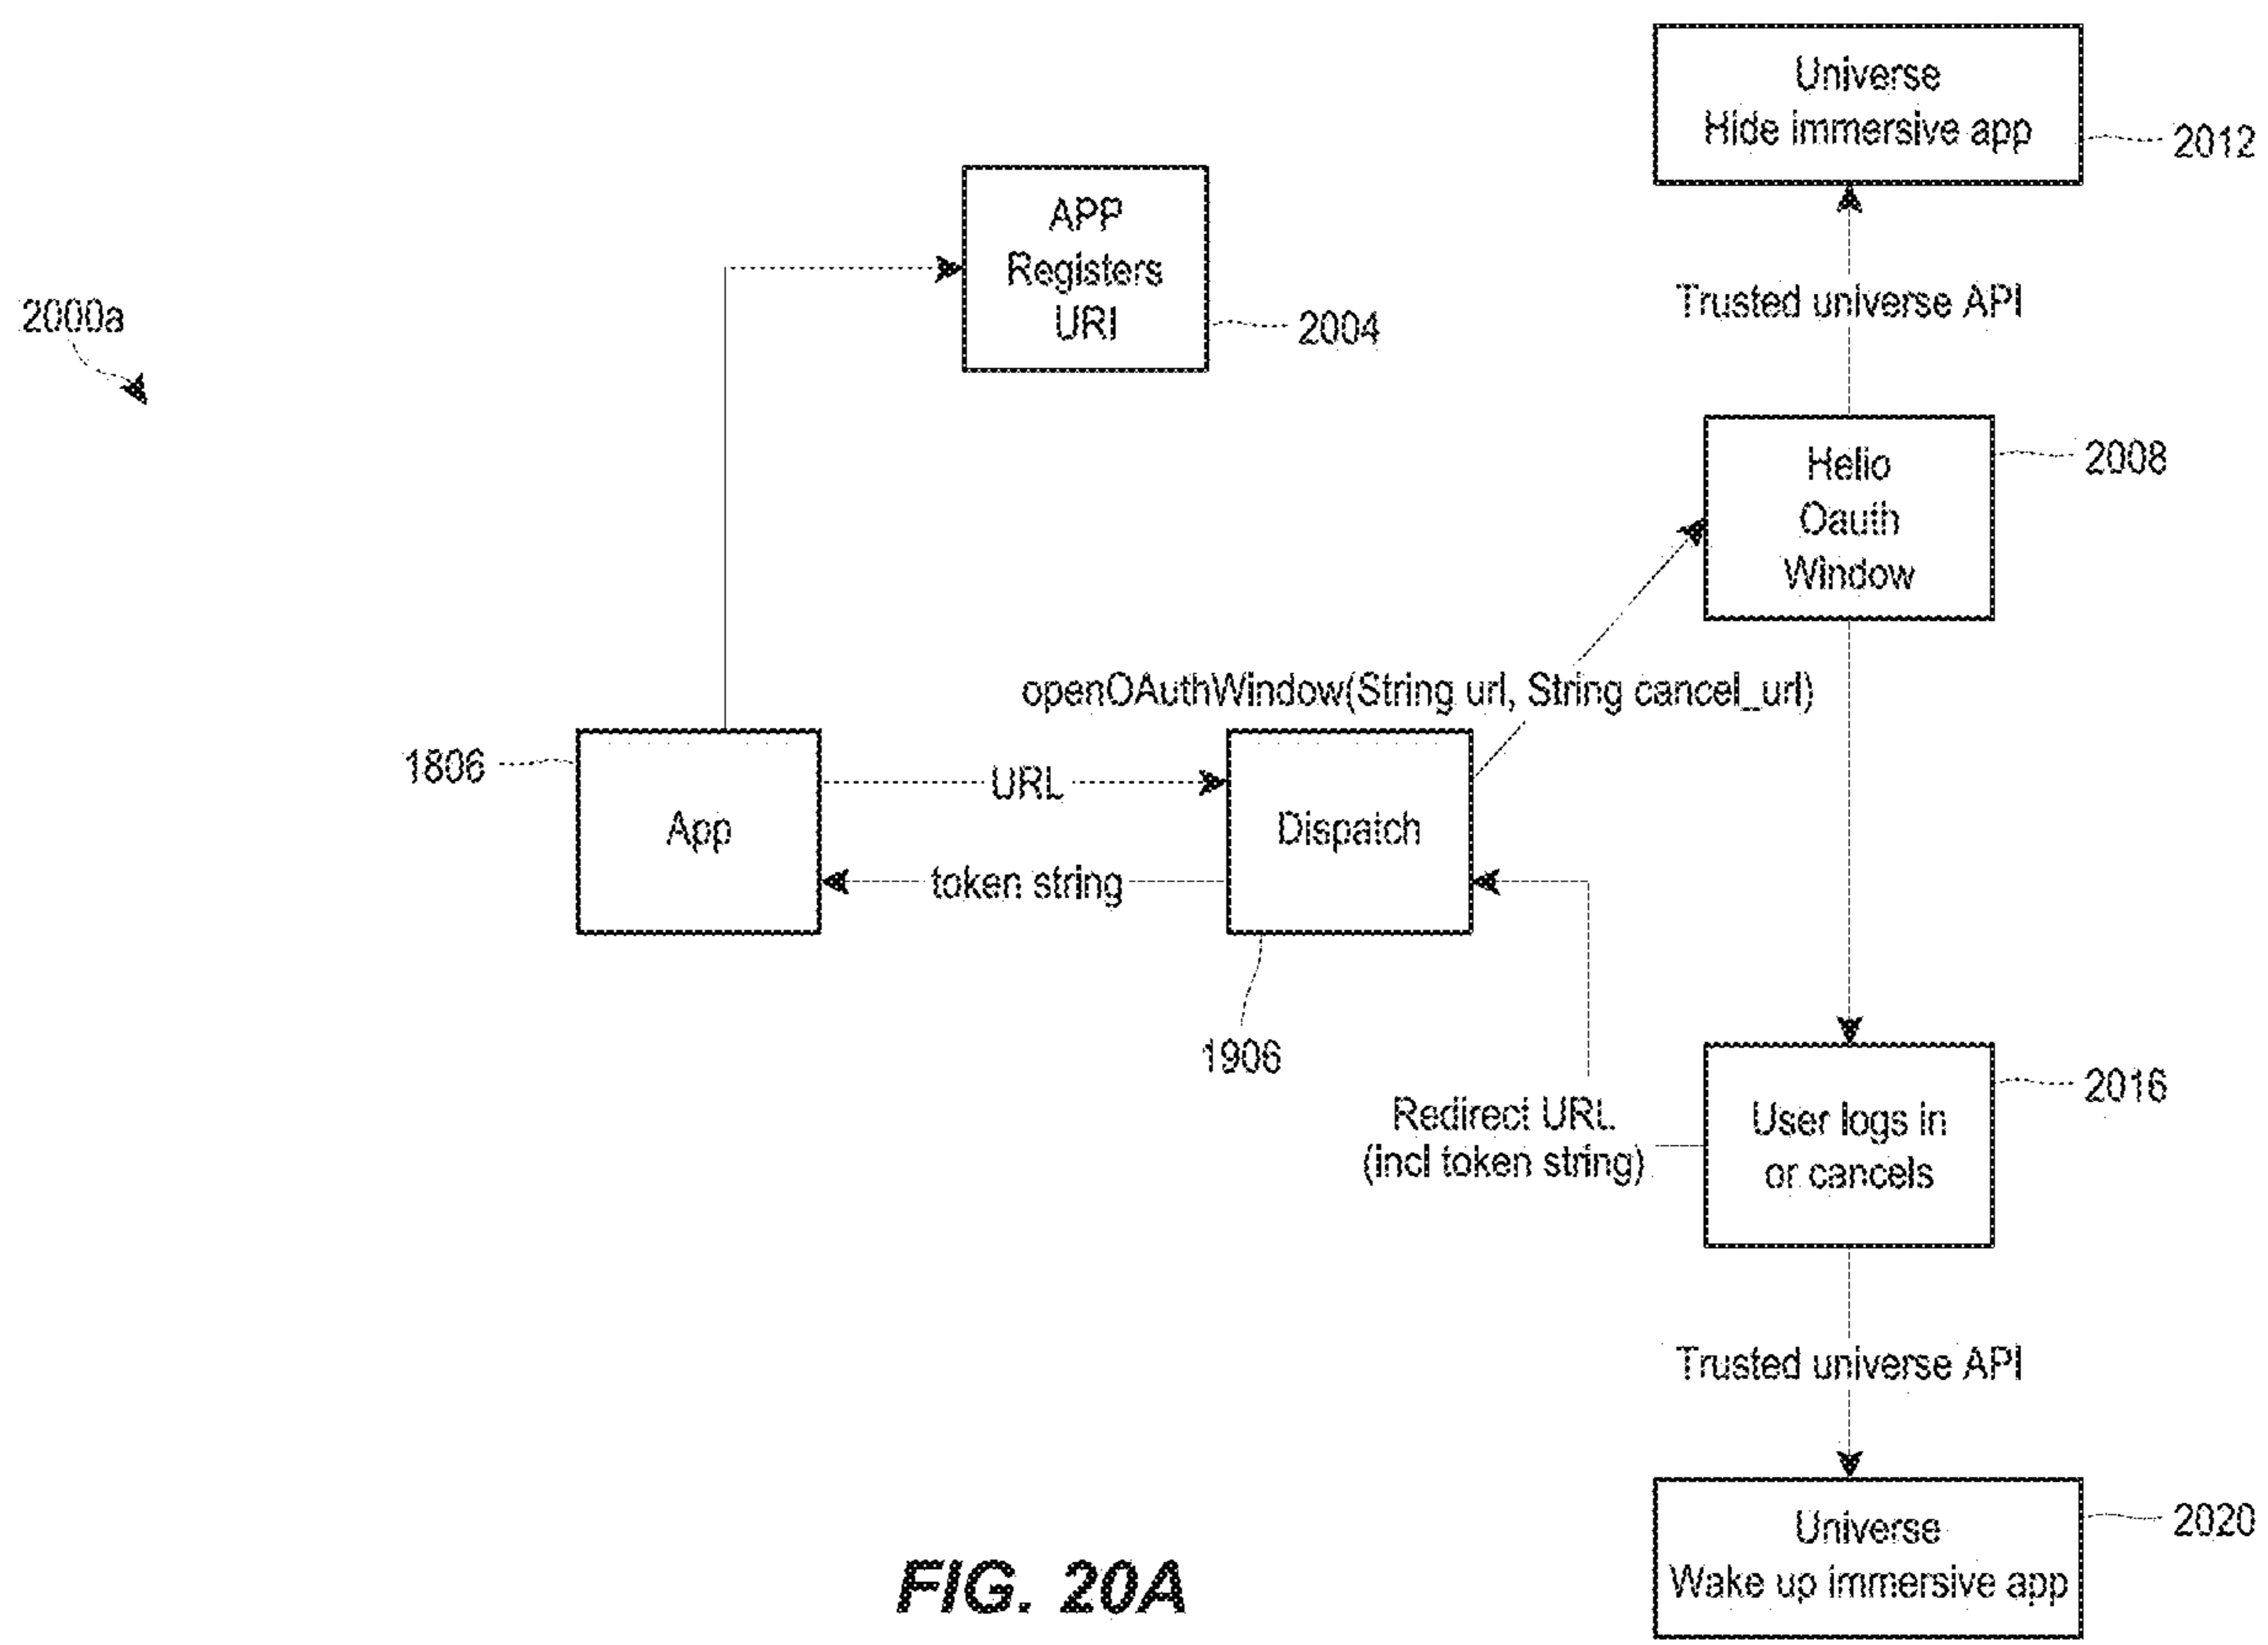 Universe
Hide immersive app
2012
APP
Registers
URI
2004
2000a
Trusted universe API
Helio
Oauth
Window
2008
openOAuthWindow(String url, String cancel_url)
1806
App
URL
token string
Dispatch
1906
Redirect URL
(incl token string)
User logs in
or cancels
2016
Trusted universe API
Universe
Wake up immersive app
2020
FIG. 20A